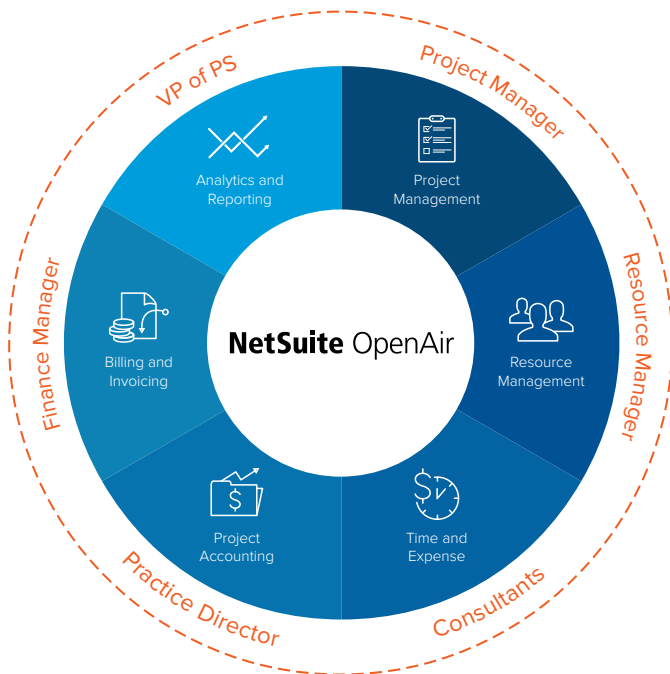 VP of PS
Project Manager
Analytics and
Reporting
Project
Management
Finance Manager
Billing and
Invoicing
NetSuite OpenAir
Resource
Management
Resource Manager
$
Project
Accounting
$
Time and
Expense
Practice Director
Consultants